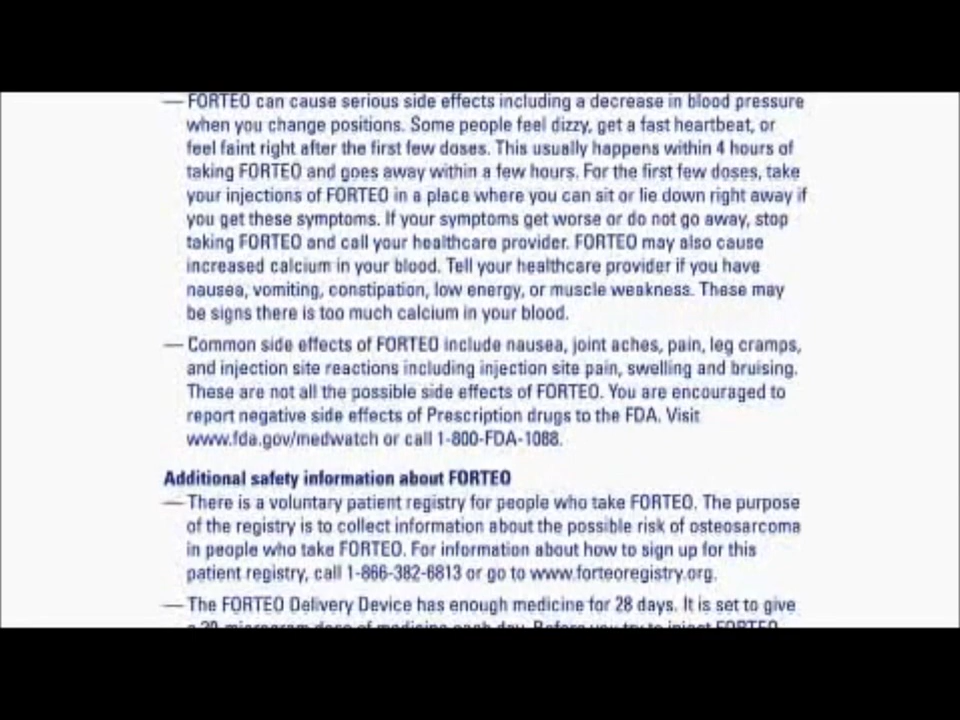 — FORTEO can cause serious side effects including a decrease in blood pressure
when you change positions. Some people feel dizzy, get a fast heartbeat, or
feel faint right after the first few doses. This usually happens within 4 hours of
taking FORTEO and goes away within a few hours. For the first few doses, take
your injections of FORTEO in a place where you can sit or lie down right away if
you get these symptoms. If your symptoms get worse or do not go away, stop
taking FORTEO and call your healthcare provider. FORTEO may also cause
increased calcium in your blood. Tell your healthcare provider if you have
nausea, vomiting, constipation, low energy, or muscle weakness. These may
be signs there is too much calcium in your blood.
— Common side effects of FORTEO include nausea, joint aches, pain, leg cramps,
and injection site reactions including injection site pain, swelling and bruising.
These are not all the possible side effects of FORTEO. You are encouraged to
report negative side effects of Prescription drugs to the FDA. Visit
www.fda.gov/medwatch or call 1-800-FDA-1088.
Additional safety information about FORTEO
— There is a voluntary patient registry for people who take FORTEO. The purpose
of the registry is to collect information about the possible risk of osteosarcoma
in people who take FORTEO. For information about how to sign up for this
patient registry, call 1-866-382-6813 or go to www.forteoregistry.org.
— The FORTEO Delivery Device has enough medicine for 28 days. It is set to give
a 20 microgram dose of medicine each day. Before you try to inject FORTEO